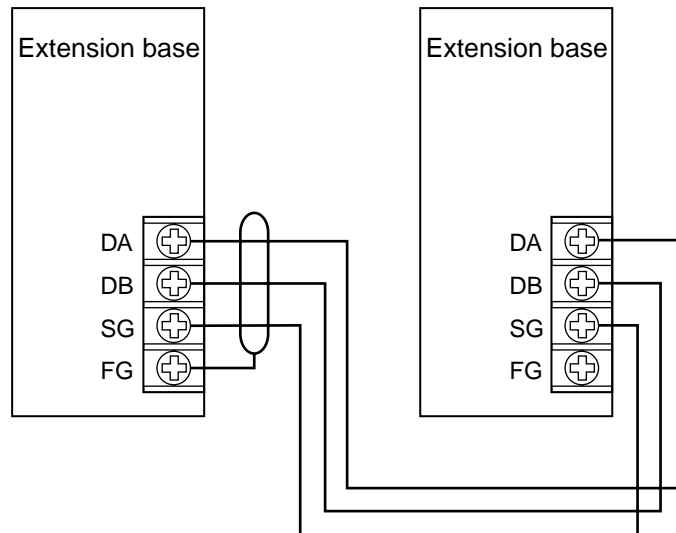 Extension base
DA
DB
SG
FG
Extension base
DA
DB
SG
FG